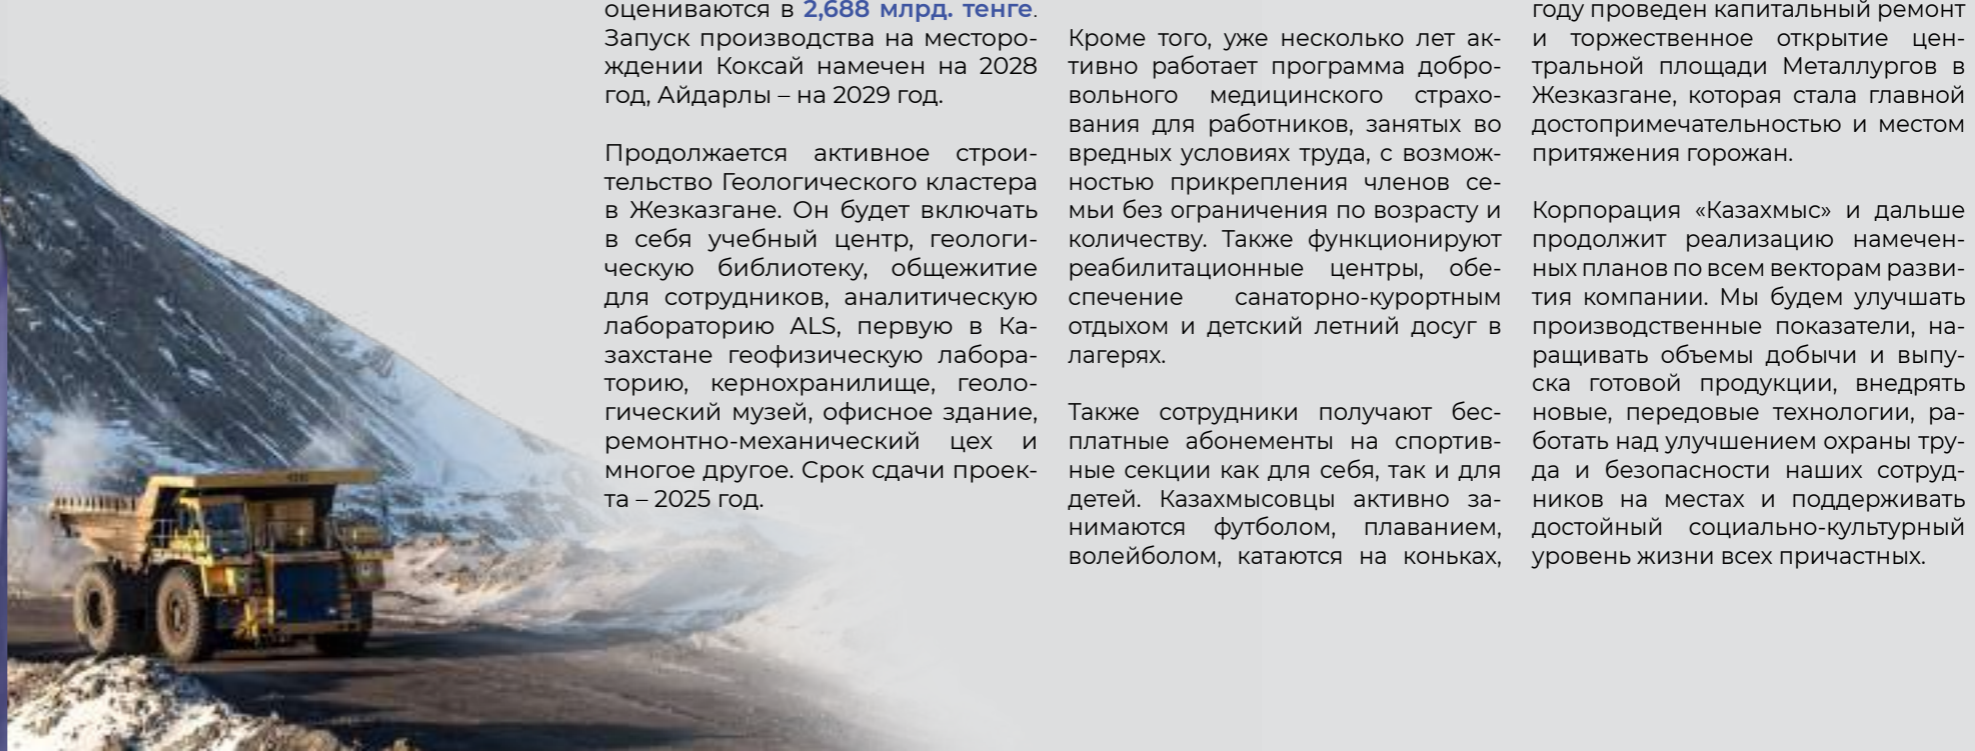 оцениваются в 2,688 млрд. тенге.
Запуск производства на месторо-
ждении Коксай намечен на 2028
год, Айдарлы – на 2029 год.
Продолжается активное строи-
тельство Геологического кластера
в Жезказгане. Он будет включать
в себя учебный центр, геологи-
ческую библиотеку, общежитие
для сотрудников, аналитическую
лабораторию ALS, первую в Ка-
захстане геофизическую лабора-
торию, кернохранилище, геоло-
гический музей, офисное здание,
ремонтно-механический цех и
многое другое. Срок сдачи проек-
та – 2025 год.
Кроме того, уже несколько лет ак-
тивно работает программа добро-
вольного медицинского страхо-
вания для работников, занятых во
вредных условиях труда, с возмож-
ностью прикрепления членов се-
мьи без ограничения по возрасту и
количеству. Также функционируют
реабилитационные центры, обе-
спечение санаторно-курортным
отдыхом и детский летний досуг в
лагерях.
Также сотрудники получают бес-
платные абонементы на спортив-
ные секции как для себя, так и для
детей. Казахмысовцы активно за-
нимаются футболом, плаванием,
волейболом, катаются на коньках,
году проведен капитальный ремонт
и торжественное открытие цен-
тральной площади Металлургов в
Жезказгане, которая стала главной
достопримечательностью и местом
притяжения горожан.
Корпорация «Казахмыс» и дальше
продолжит реализацию намечен-
ных планов по всем векторам разви-
тия компании. Мы будем улучшать
производственные показатели, на-
ращивать объемы добычи и выпу-
ска готовой продукции, внедрять
новые, передовые технологии, ра-
ботать над улучшением охраны тру-
да и безопасности наших сотруд-
ников на местах и поддерживать
достойный социально-культурный
уровень жизни всех причастных.